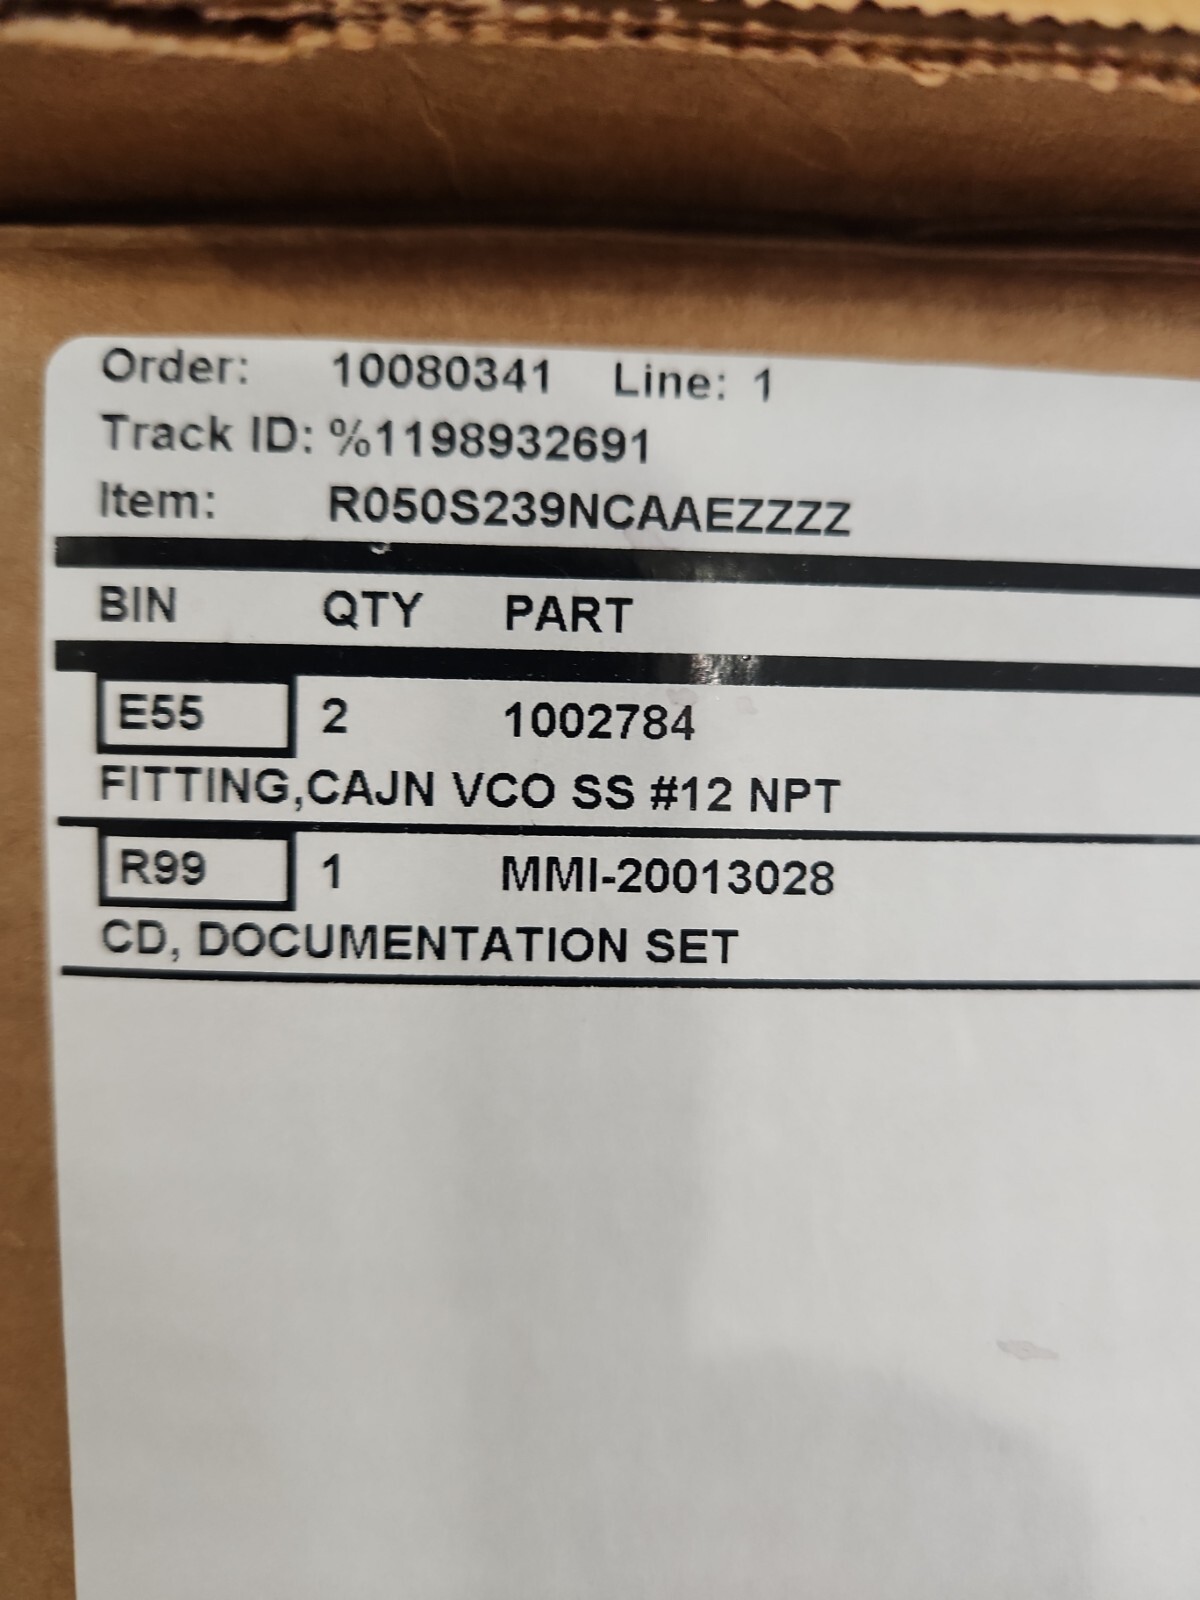 Order: 10080341 Line: 1
Track ID: %1198932691
Item: R050S239NCAAEZZZZ
BIN QTY PART
E55 2 1002784
FITTING,CAJN VCO SS #12 NPT
R99 1 MMI-20013028
CD, DOCUMENTATION SET